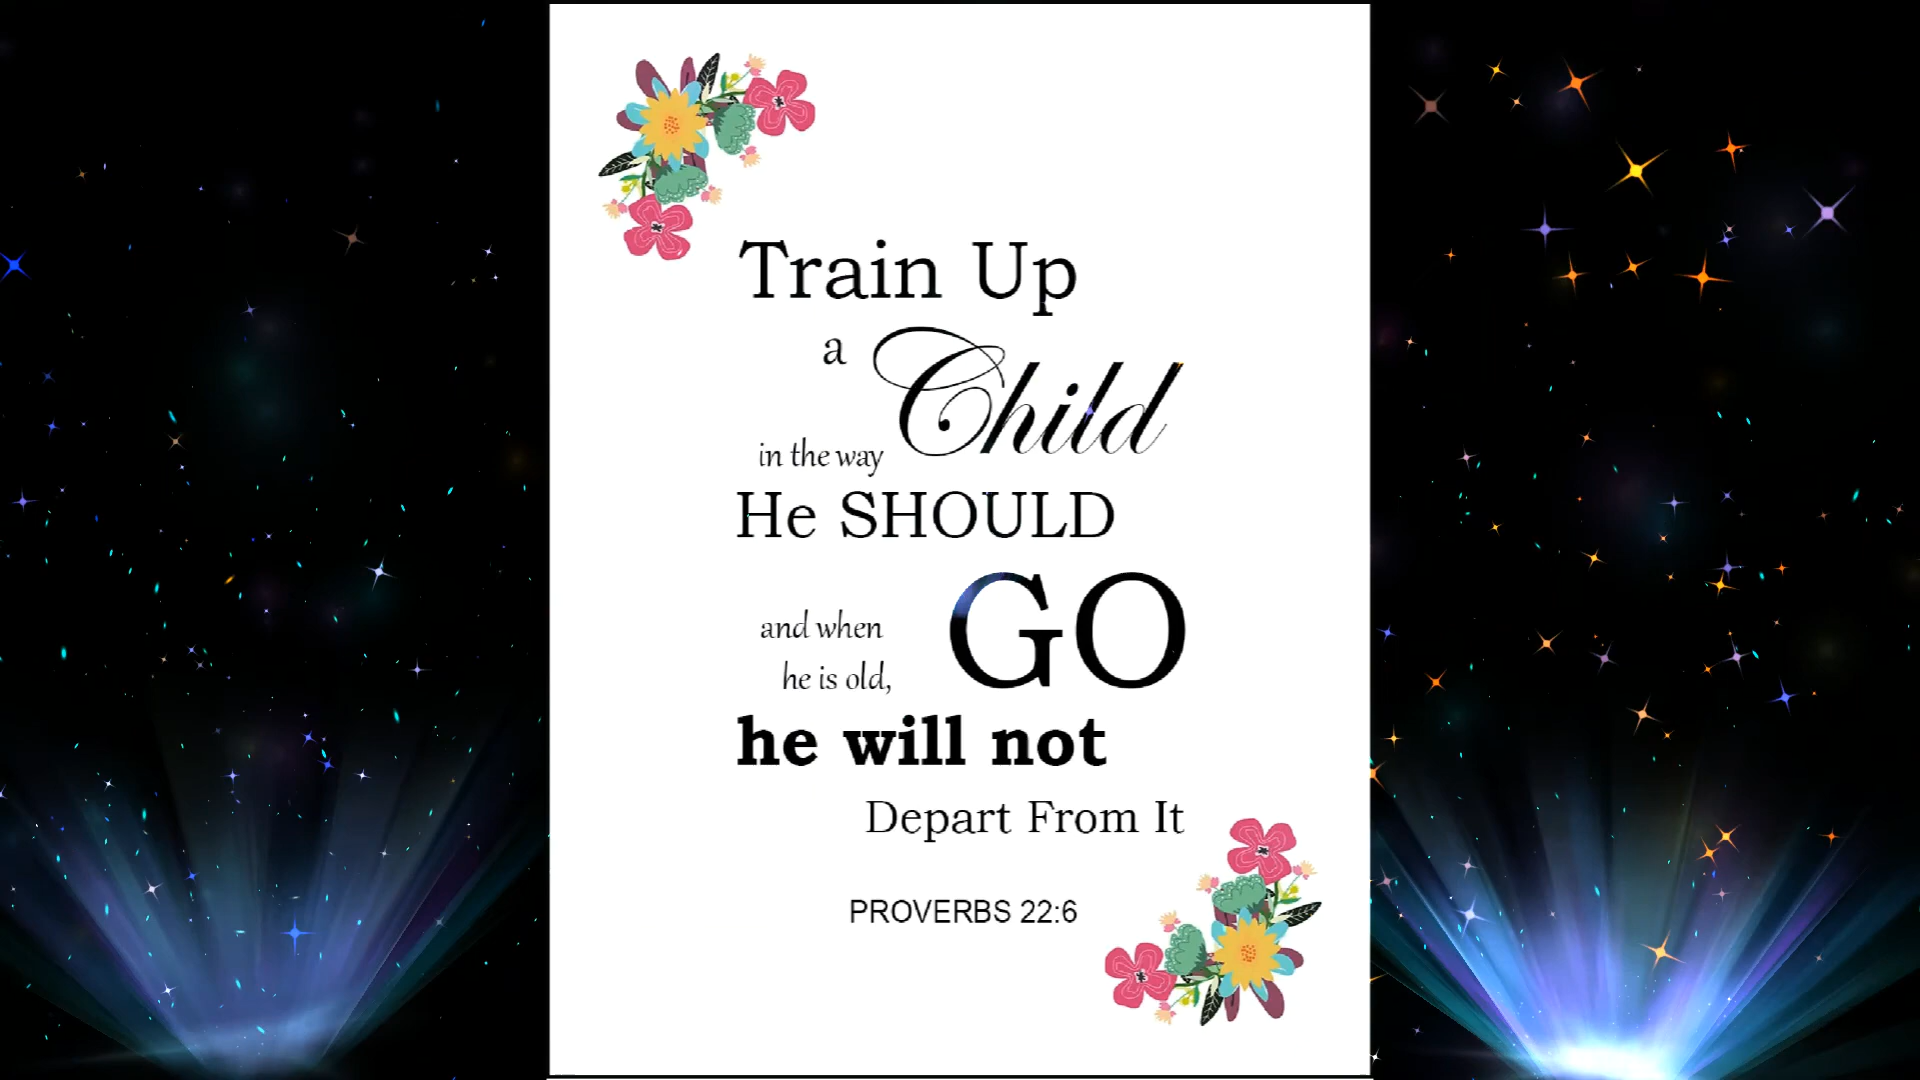 Train Up
a Child
in the way
He SHOULD
GO
and when
he is old,
he will not
Depart From It
PROVERBS 22:6